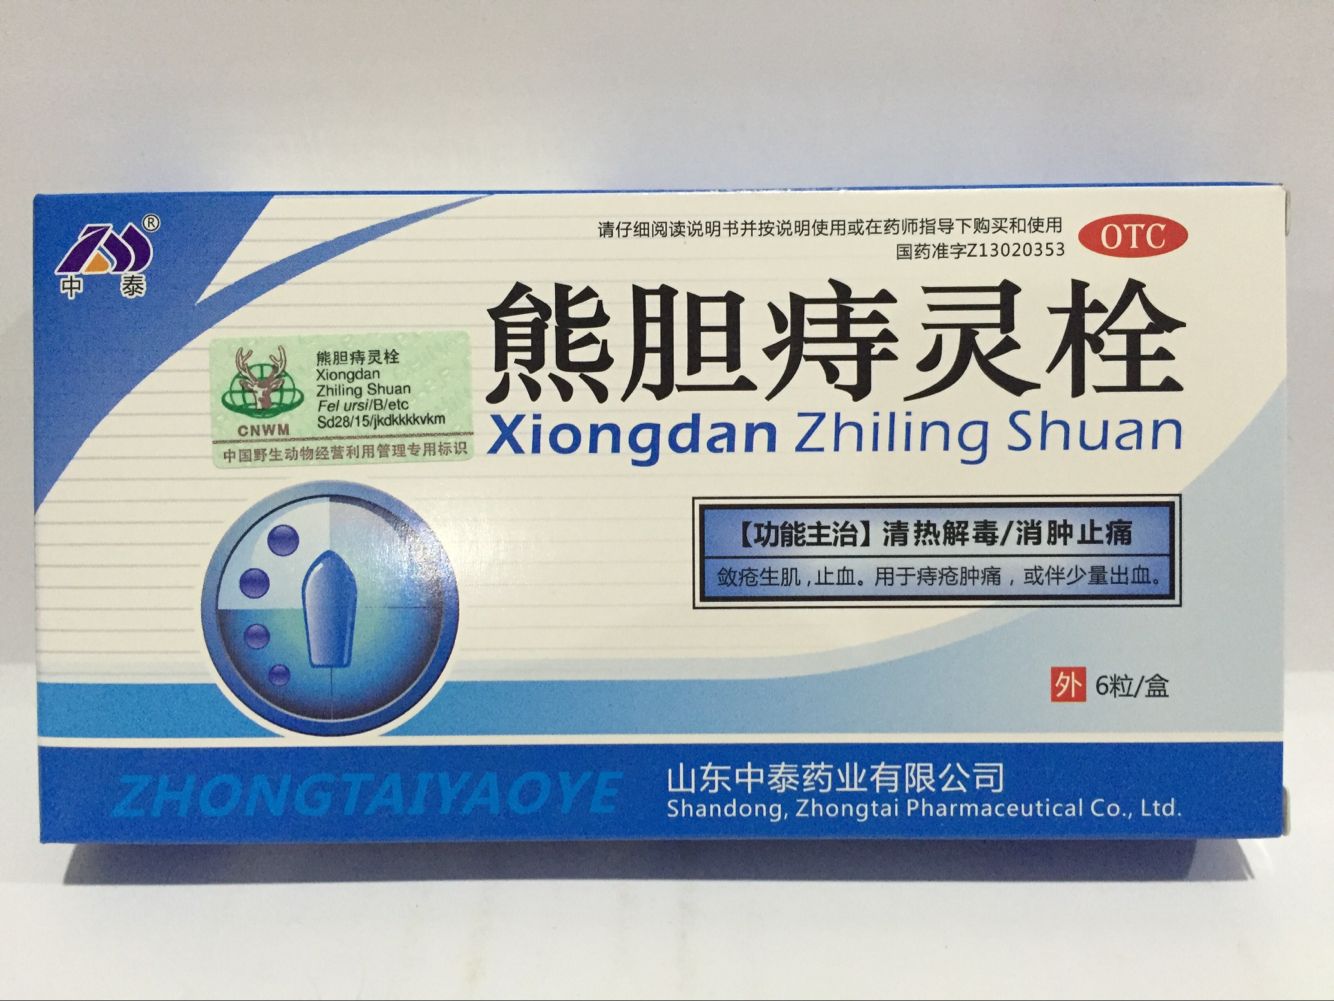 ®
中 泰
请仔细阅读说明书并按说明使用或在药师指导下购买和使用
国药准字Z13020353
OTC
熊胆痔灵栓
Xiongdan Zhiling Shuan
熊胆痔灵栓
Xiongdan
Zhiling Shuan
Fel ursi/B/etc
Sd28/15/jkdkkkkvkm
CNWM
中国野生动物经营利用管理专用标识
【功能主治】清热解毒/消肿止痛
敛疮生肌，止血。用于痔疮肿痛，或伴少量出血。
外 6粒/盒
ZHONGTAIYAOYE
山东中泰药业有限公司
Shandong, Zhongtai Pharmaceutical Co., Ltd.